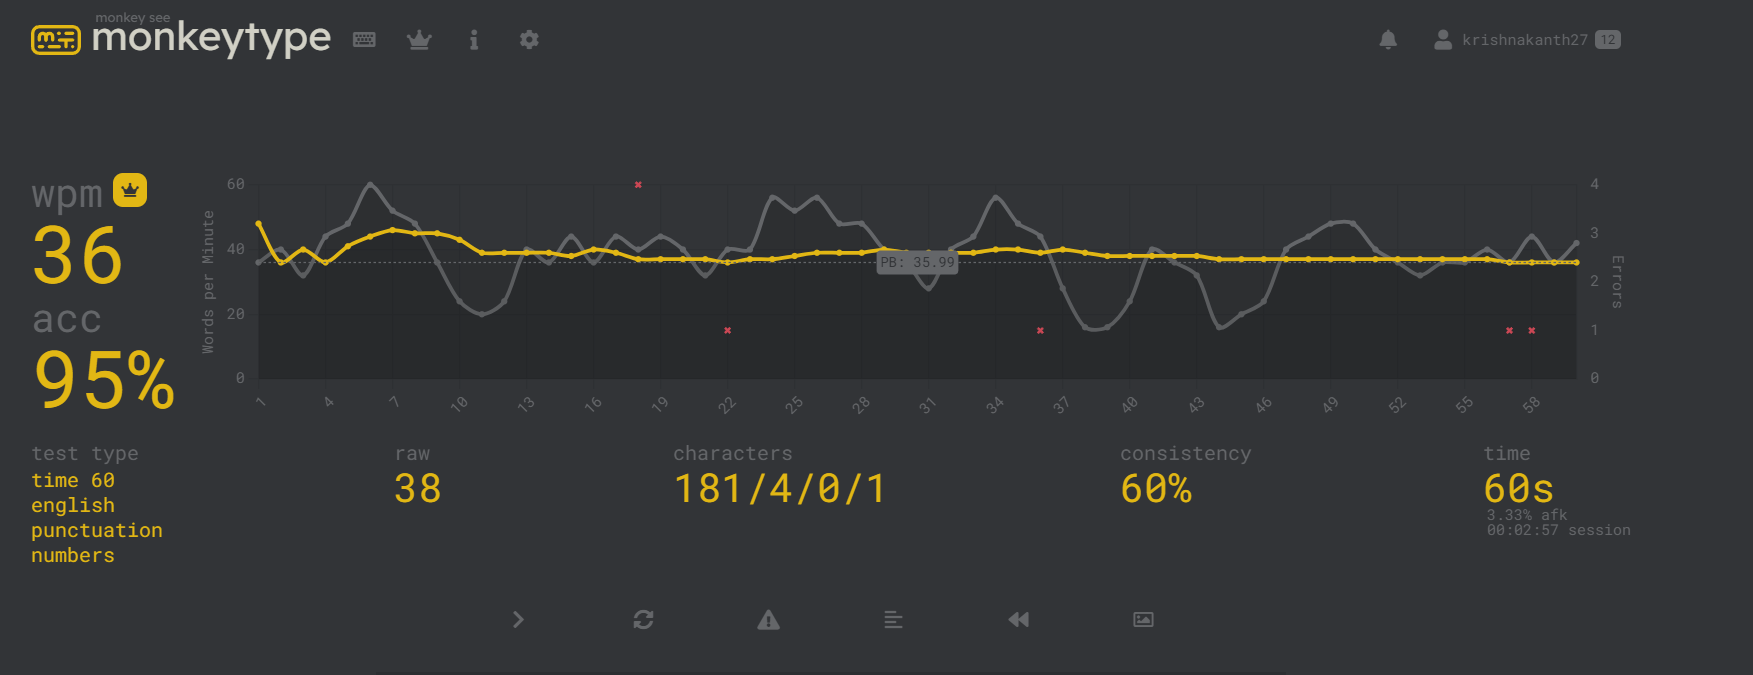 monkey see
monkeytype
krishnakanth27 12
wpm
36
acc
95%
Words per Minute
60
40
20
0
PB: 35.99
4
3
2
1
0
Errors
1 4 7 10 13 16 19 22 25 28 31 34 37 40 43 46 49 52 55 58
test type
time 60
english
punctuation
numbers
raw
38
characters
181/4/0/1
consistency
60%
time
60s
3.33% afk
00:02:57 session